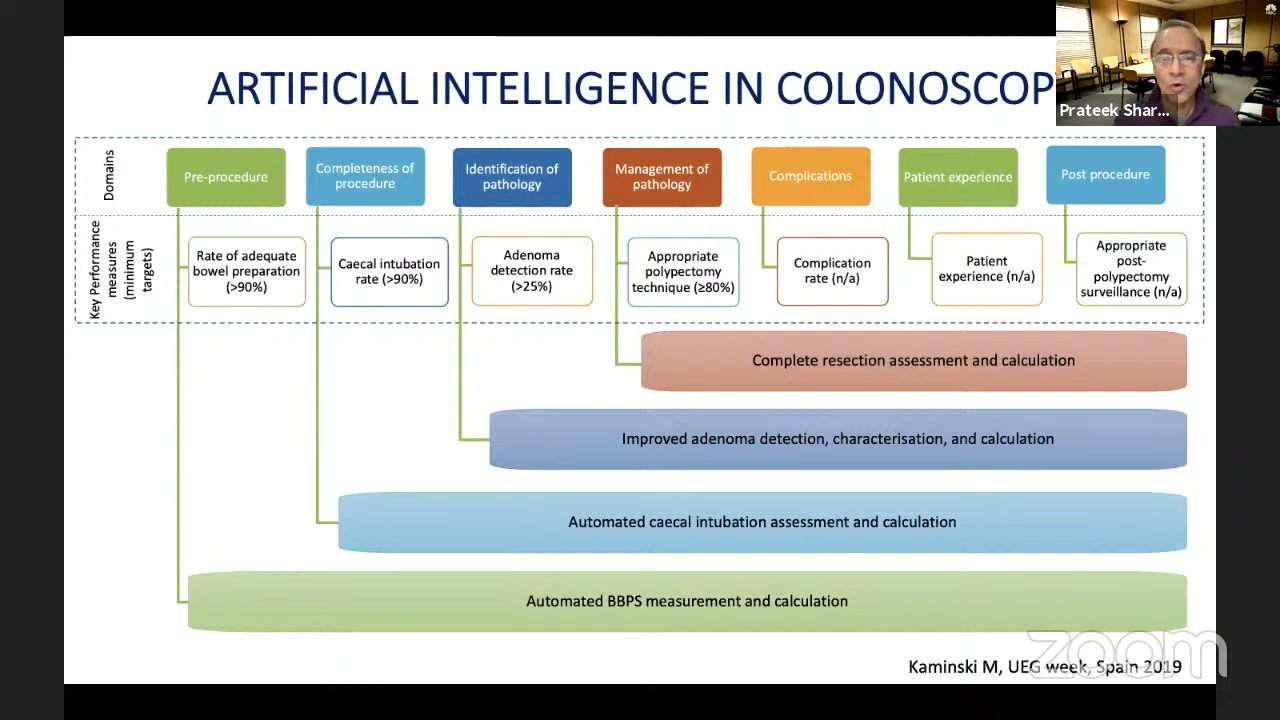 ARTIFICIAL INTELLIGENCE IN COLONOSCOP
Prateek Shar...
Domains
Pre-procedure
Completeness of
procedure
Identification of
pathology
Management of
pathology
Complications
Patient experience
Post procedure
Key Performance
measures
(minimum
targets)
Rate of adequate
bowel preparation
(>90%)
Caecal intubation
rate (>90%)
Adenoma
detection rate
(>25%)
Appropriate
polypectomy
technique (≥80%)
Complication
rate (n/a)
Patient
experience (n/a)
Appropriate
post-
polypectomy
surveillance (n/a)
Complete resection assessment and calculation
Improved adenoma detection, characterisation, and calculation
Automated caecal intubation assessment and calculation
Automated BBPS measurement and calculation
zoom
Kaminski M, UEG week, Spain 2019